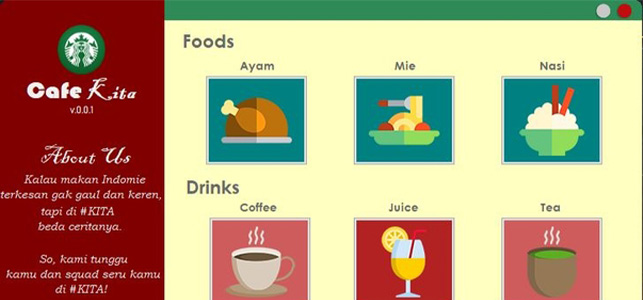 Cafe Kita
v.0.0.1
About Us
Kalau makan Indomie
terkesan gak gaul dan keren,
tapi di #KITA
beda ceritanya.
So, kami tunggu
kamu dan squad seru kamu
di #KITA!
Foods
Ayam
Mie
Nasi
Drinks
Coffee
Juice
Tea